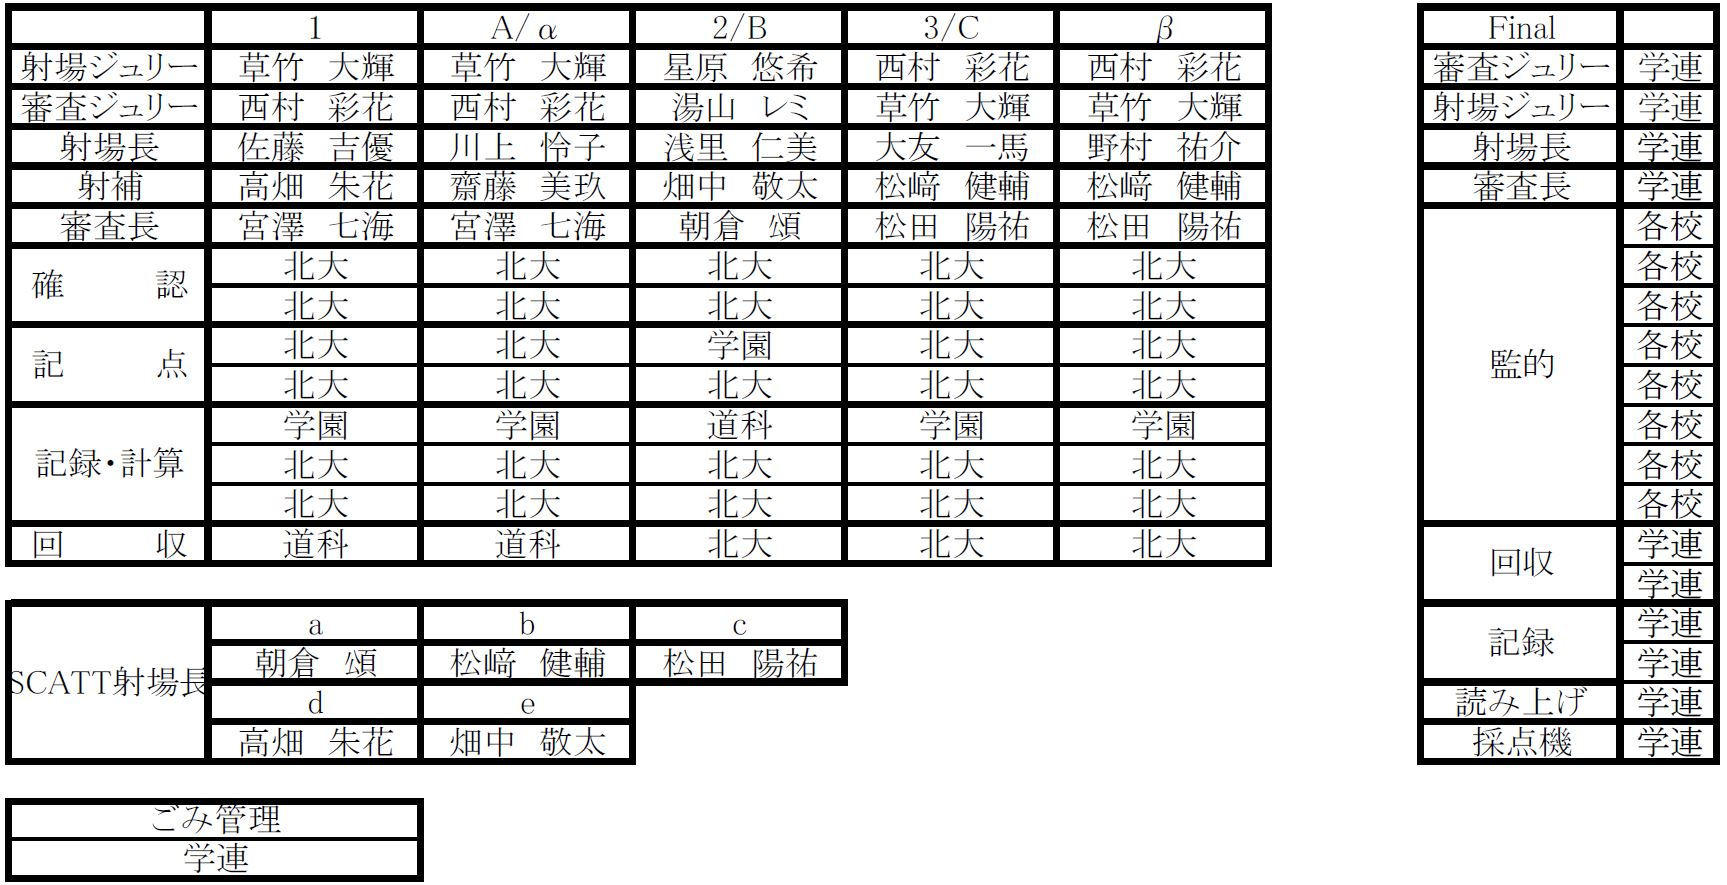 1 A/α 2/B 3/C β
射場ジュリー 草竹 大輝 草竹 大輝 星原 悠希 西村 彩花 西村 彩花
審査ジュリー 西村 彩花 西村 彩花 湯山 レミ 草竹 大輝 草竹 大輝
射場長 佐藤 吉優 川上 怜子 浅里 仁美 大友 一馬 野村 祐介
射補 高畑 朱花 齋藤 美玖 畑中 敬太 松﨑 健輔 松﨑 健輔
審査長 宮澤 七海 宮澤 七海 朝倉 頌 松田 陽祐 松田 陽祐
確 認 北大 北大 北大 北大 北大
北大 北大 北大 北大 北大
記 点 北大 北大 学園 北大 北大
北大 北大 北大 北大 北大
記録・計算 学園 学園 道科 学園 学園
北大 北大 北大 北大 北大
北大 北大 北大 北大 北大
回 収 道科 道科 北大 北大 北大
SCATT射場長 a b c
朝倉 頌 松﨑 健輔 松田 陽祐
d e
高畑 朱花 畑中 敬太
ごみ管理
学連
Final
審査ジュリー 学連
射場ジュリー 学連
射場長 学連
審査長 学連
監的 各校
各校
各校
各校
各校
各校
各校
各校
回収 学連
学連
記録 学連
学連
読み上げ 学連
採点機 学連